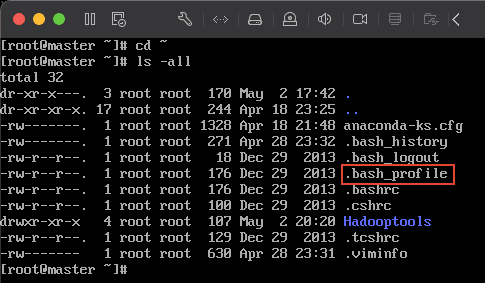 [root@master ~]# cd ~
[root@master ~]# ls -all
total 32
dr-xr-x---.  3 root root  170 May  2 17:42 .
dr-xr-xr-x. 17 root root  244 Apr 18 23:25 ..
-rw-------.  1 root root 1328 Apr 18 21:48 anaconda-ks.cfg
-rw-------.  1 root root  271 Apr 28 23:32 .bash_history
-rw-r--r--.  1 root root   18 Dec 29  2013 .bash_logout
-rw-r--r--.  1 root root  176 Dec 29  2013 .bash_profile
-rw-r--r--.  1 root root  176 Dec 29  2013 .bashrc
-rw-r--r--.  1 root root  100 Dec 29  2013 .cshrc
drwxr-xr-x   4 root root  107 May  2 20:20 Hadooptools
-rw-r--r--.  1 root root  129 Dec 29  2013 .tcshrc
-rw-------   1 root root  630 Apr 28 23:31 .viminfo
[root@master ~]#